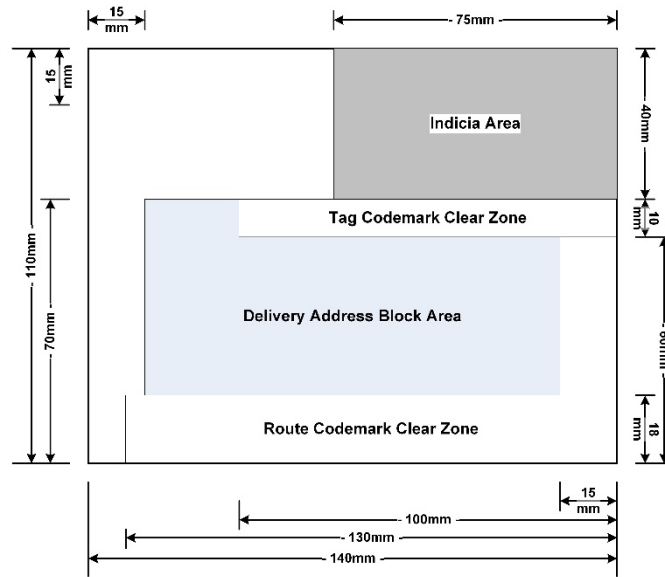 15
mm
75mm
15
mm
40mm
Indicia Area
Tag Codemark Clear Zone
10
mm
110mm
70mm
Delivery Address Block Area
60mm
Route Codemark Clear Zone
18
mm
15
mm
100mm
130mm
140mm